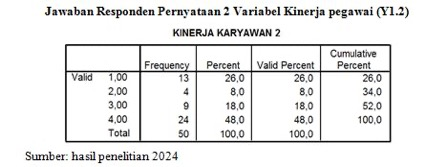 Jawaban Responden Pernyataan 2 Variabel Kinerja pegawai (Y1.2)
KINERJA KARYAWAN 2
Frequency Percent Valid Percent Cumulative Percent
Valid 1,00 13 26,0 26,0 26,0
2,00 4 8,0 8,0 34,0
3,00 9 18,0 18,0 52,0
4,00 24 48,0 48,0 100,0
Total 50 100,0 100,0
Sumber: hasil penelitian 2024